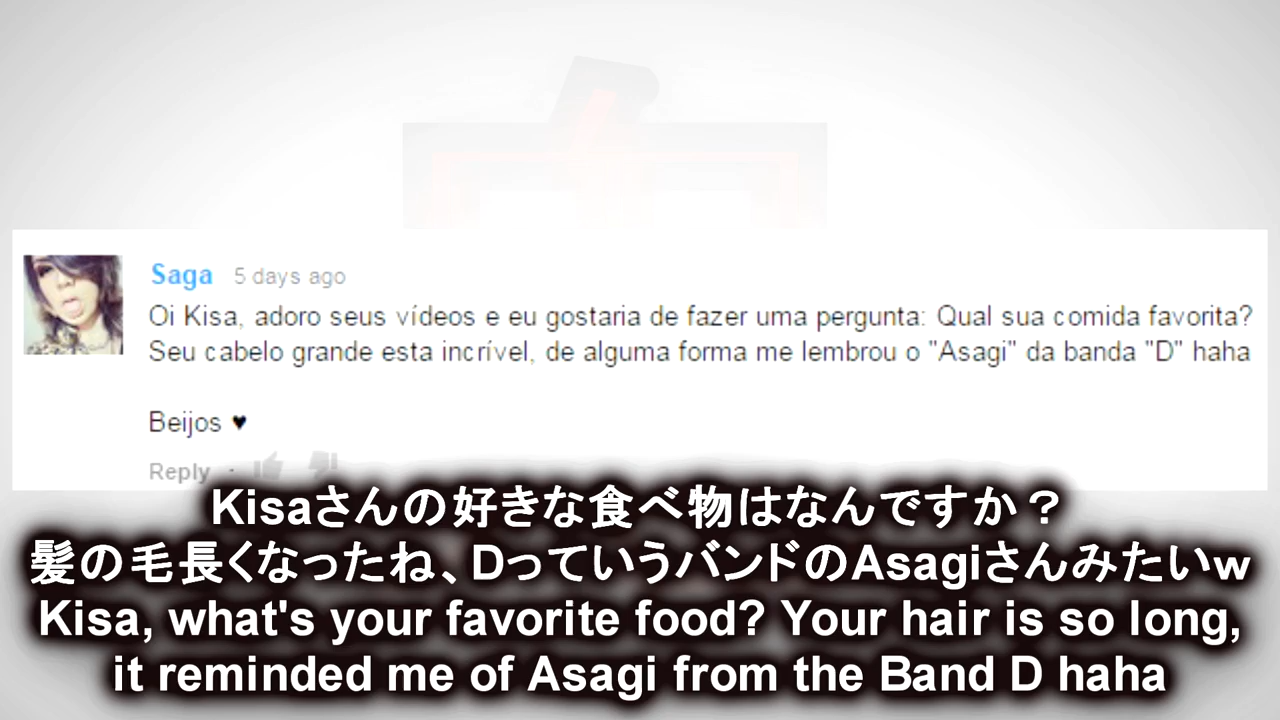 Saga 5 days ago
Oi Kisa, adoro seus vídeos e eu gostaria de fazer uma pergunta: Qual sua comida favorita?
Seu cabelo grande esta incrível, de alguma forma me lembrou o "Asagi" da banda "D" haha
Beijos ♥
Reply ·
Kisaさんの好きな食べ物はなんですか？
髪の毛長くなったね、DっていうバンドのAsagiさんみたいw
Kisa, what's your favorite food? Your hair is so long,
it reminded me of Asagi from the Band D haha